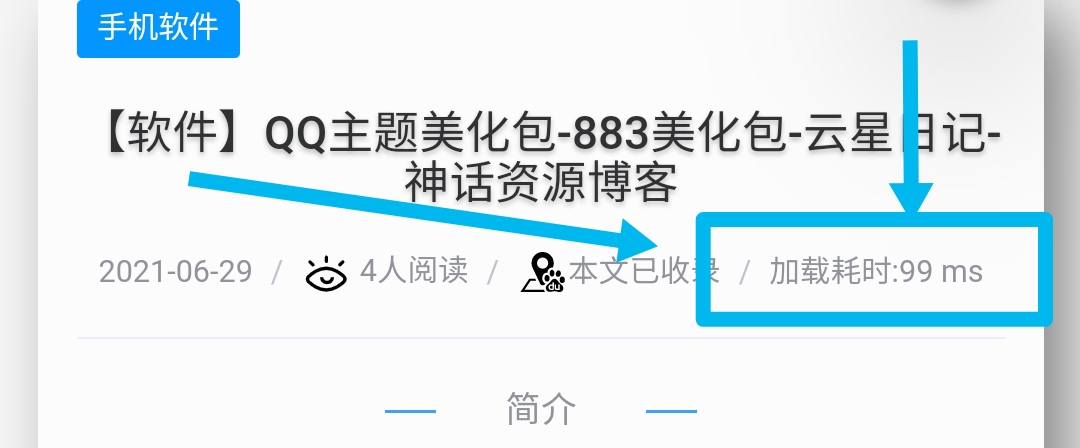 手机软件
【软件】QQ主题美化包-883美化包-云星日记-
神话资源博客
2021-06-29 / 4人阅读 / du 本文已收录 / 加载耗时:99 ms
简介